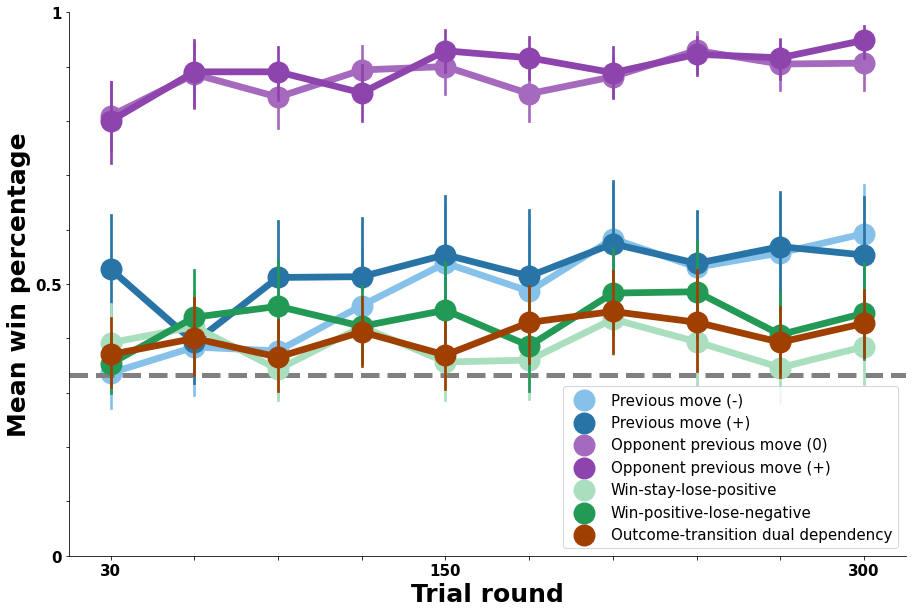 1
0.5
0
Mean win percentage
30
150
300
Trial round
Previous move (-)
Previous move (+)
Opponent previous move (0)
Opponent previous move (+)
Win-stay-lose-positive
Win-positive-lose-negative
Outcome-transition dual dependency